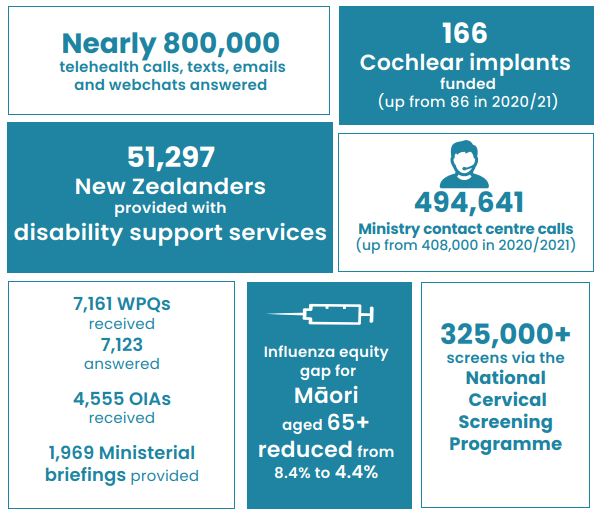 Nearly 800,000
telehealth calls, texts, emails
and webchats answered
166
Cochlear implants
funded
(up from 86 in 2020/21)
51,297
New Zealanders
provided with
disability support services
494,641
Ministry contact centre calls
(up from 408,000 in 2020/2021)
7,161 WPQs
received
7,123
answered
4,555 OIAs
received
1,969 Ministerial
briefings provided
Influenza equity
gap for
Māori
aged 65+
reduced from
8.4% to 4.4%
325,000+
screens via the
National
Cervical
Screening
Programme